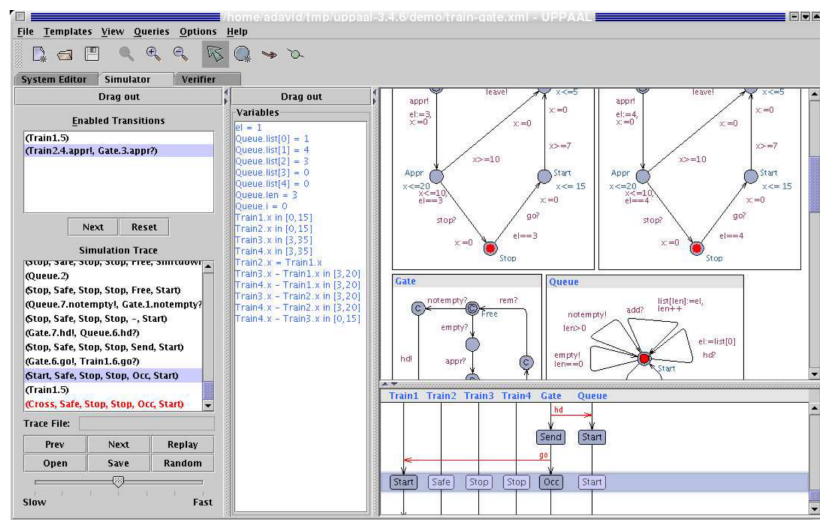 /home/adavid/tmp/uppaal-3.4.6/demo/train-gate.xml - UPPAAL
File Templates View Queries Options Help
System Editor Simulator Verifier
Drag out
Enabled Transitions
(Train1.5)
(Train2.4.appr!, Gate.3.appr?)
Next Reset
Simulation Trace
(Stop, Safe, Stop, Stop, Free, Shiftdown)
(Queue.2)
(Stop, Safe, Stop, Stop, Free, Start)
(Queue.7.notempty!, Gate.1.notempty?
(Stop, Safe, Stop, Stop, -, Start)
(Gate.7.hd!, Queue.6.hd?)
(Stop, Safe, Stop, Stop, Send, Start)
(Gate.6.go!, Train1.6.go?)
(Start, Safe, Stop, Stop, Occ, Start)
(Train1.5)
(Cross, Safe, Stop, Stop, Occ, Start)
Trace File:
Prev Next Replay
Open Save Random
Slow Fast
Drag out
Variables
el = 1
Queue.list[0] = 1
Queue.list[1] = 4
Queue.list[2] = 3
Queue.list[3] = 0
Queue.list[4] = 0
Queue.len = 3
Queue.i = 0
Train1.x in [0,15]
Train2.x in [0,15]
Train3.x in [3,35]
Train4.x in [3,35]
Train2.x = Train1.x
Train3.x - Train1.x in [3,20]
Train3.x - Train2.x in [3,20]
Train4.x - Train1.x in [3,20]
Train4.x - Train2.x in [3,20]
Train4.x - Train3.x in [0,15]
leave!
x<=5
appr!
el:=3,
x:=0
x:=0
x:=0
x>=10
x>=7
Appr
x<=20
x<=10,
el==3
Start
x<= 15
stop?
go?
x:=0
el==3
Stop
leave!
x<=5
appr!
el:=4,
x:=0
x:=0
x:=0
x>=10
x>=7
Appr
x<=20
x<=10,
el==4
Start
x<= 15
stop?
go?
x:=0
el==4
Stop
Gate
notempty?
rem?
C
C
Free
empty?
appr?
hd!
C
C
Queue
list[len]:=el,
len++
notempty!
len>0
add?
el:=list[0]
hd?
empty!
len==0
Start
Train1 Train2 Train3 Train4 Gate Queue
hd
Send Start
go
Start Safe Stop Stop Occ Start